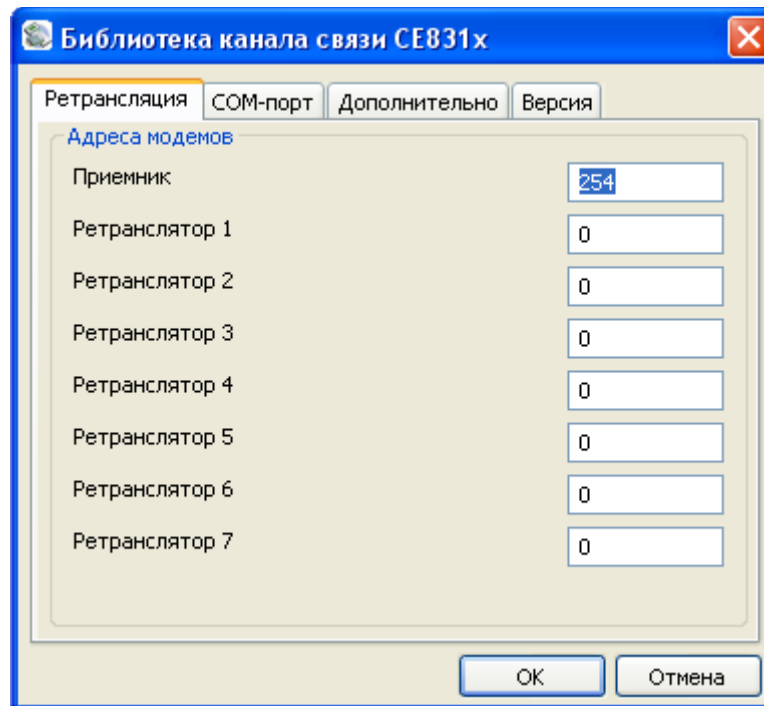 Библиотека канала связи CE831x
Ретрансляция COM-порт Дополнительно Версия
Адреса модемов
Приемник 254
Ретранслятор 1 0
Ретранслятор 2 0
Ретранслятор 3 0
Ретранслятор 4 0
Ретранслятор 5 0
Ретранслятор 6 0
Ретранслятор 7 0
OK Отмена